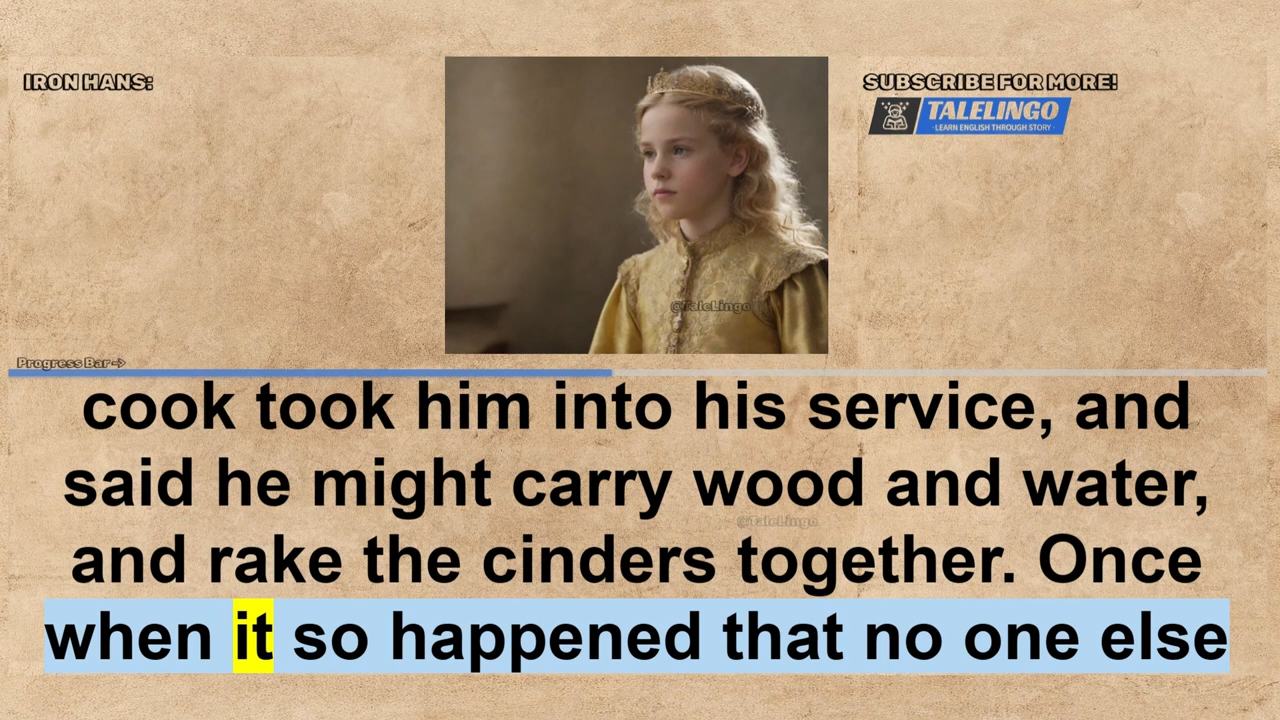 IRON HANS:
SUBSCRIBE FOR MORE!
TALELINGO
· LEARN ENGLISH THROUGH STORY ·
@TaleLingo
Progress Bar->
cook took him into his service, and
said he might carry wood and water,
@TaleLingo
and rake the cinders together. Once
when it so happened that no one else